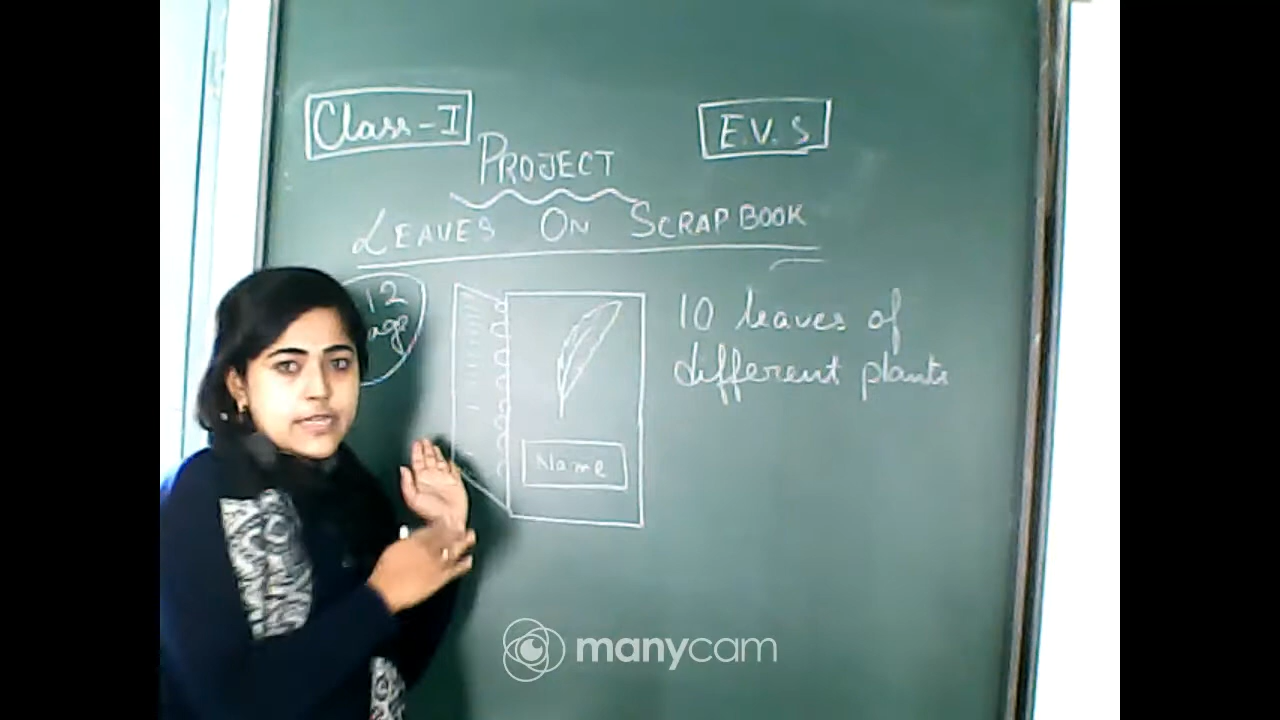 Class-I
E.V.S
PROJECT
LEAVES ON SCRAPBOOK
12
10 leaves of
different plants
Name
manycam